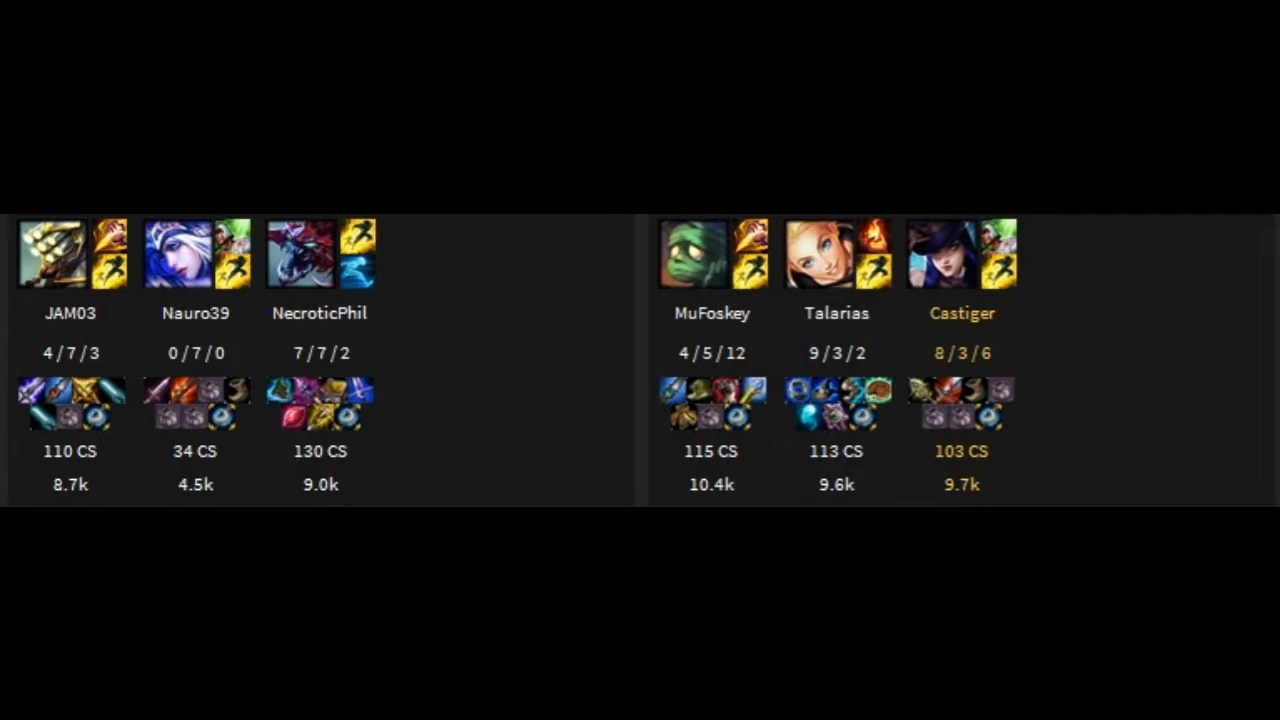 JAM03 Nauro39 NecroticPhil MuFoskey Talarias Castiger
4 / 7 / 3 0 / 7 / 0 7 / 7 / 2 4 / 5 / 12 9 / 3 / 2 8 / 3 / 6
110 CS 34 CS 130 CS 115 CS 113 CS 103 CS
8.7k 4.5k 9.0k 10.4k 9.6k 9.7k